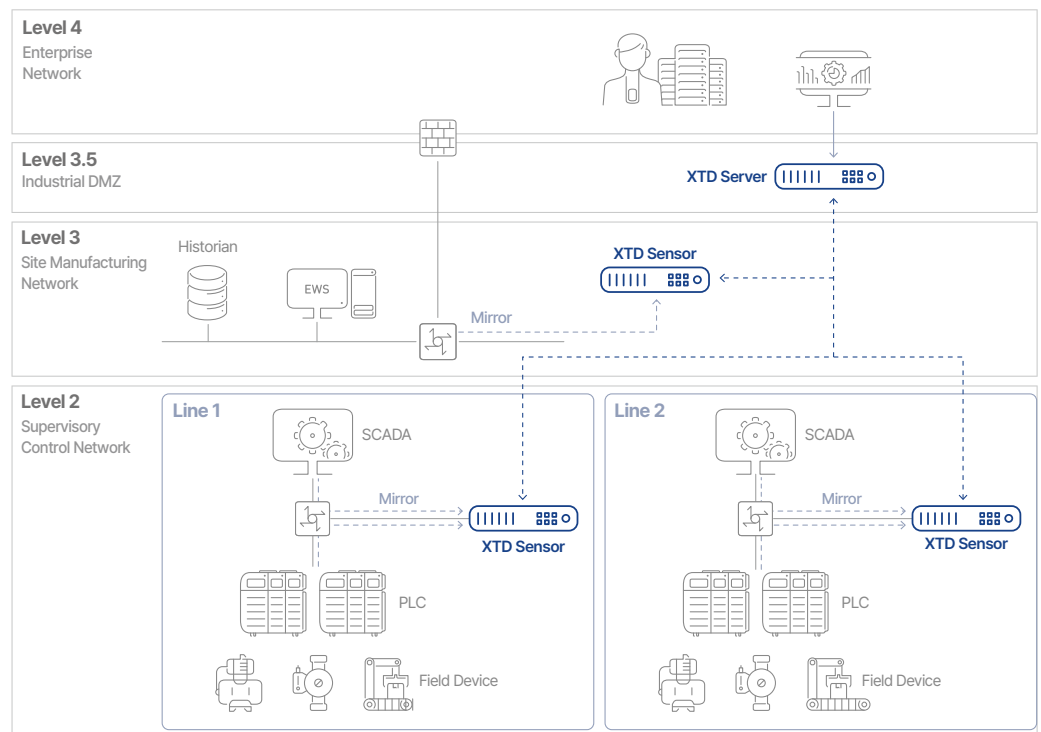 Level 4
Enterprise
Network
Level 3.5
Industrial DMZ
XTD Server
Level 3
Site Manufacturing
Network
Historian
EWS
XTD Sensor
Mirror
Level 2
Supervisory
Control Network
Line 1
SCADA
Mirror
XTD Sensor
PLC
Field Device
Line 2
SCADA
Mirror
XTD Sensor
PLC
Field Device